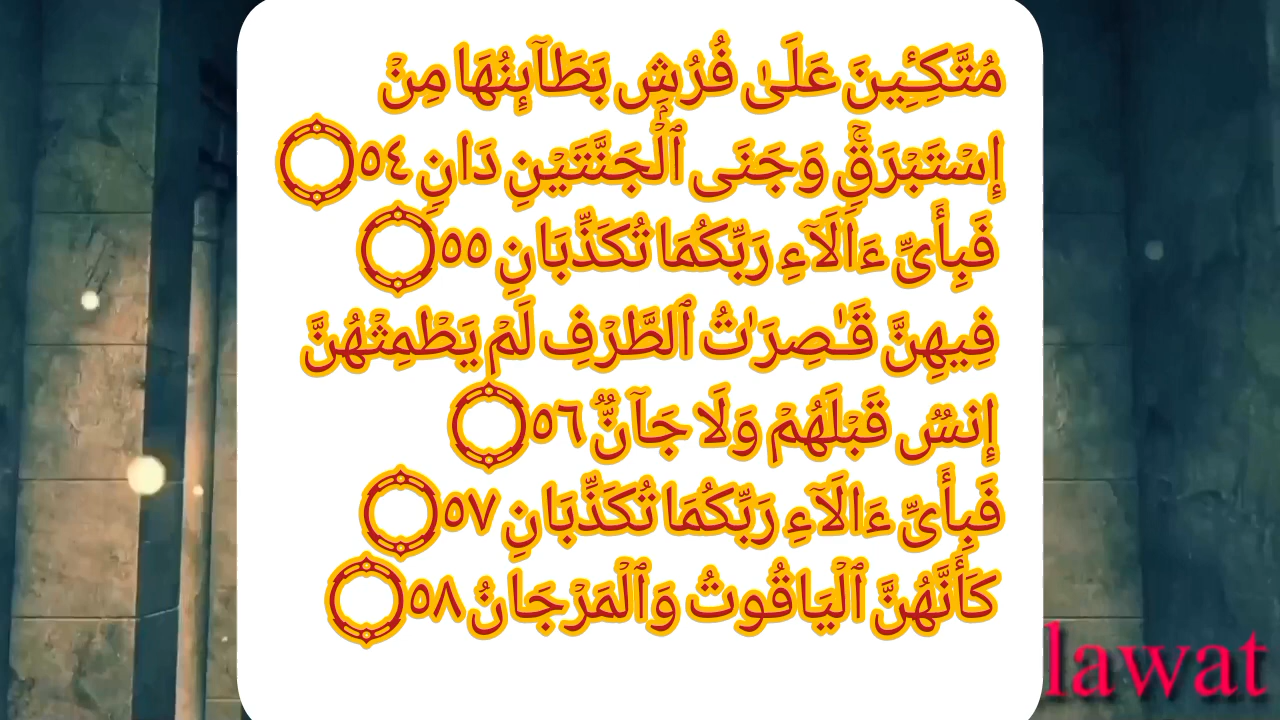 مُتَّكِـِٔينَ عَلَىٰ فُرُشٍۭ بَطَآئِنُهَا مِنْ
إِسْتَبْرَقٍۢ ۚ وَجَنَى ٱلْجَنَّتَيْنِ دَانٍۢ ٥٤
فَبِأَىِّ ءَالَآءِ رَبِّكُمَا تُكَذِّبَانِ ٥٥
فِيهِنَّ قَـٰصِرَٰتُ ٱلطَّرْفِ لَمْ يَطْمِثْهُنَّ
إِنسٌۭ قَبْلَهُمْ وَلَا جَآنٌّۭ ٥٦
فَبِأَىِّ ءَالَآءِ رَبِّكُمَا تُكَذِّبَانِ ٥٧
كَأَنَّهُنَّ ٱلْيَاقُوتُ وَٱلْمَرْجَانُ ٥٨
lawat